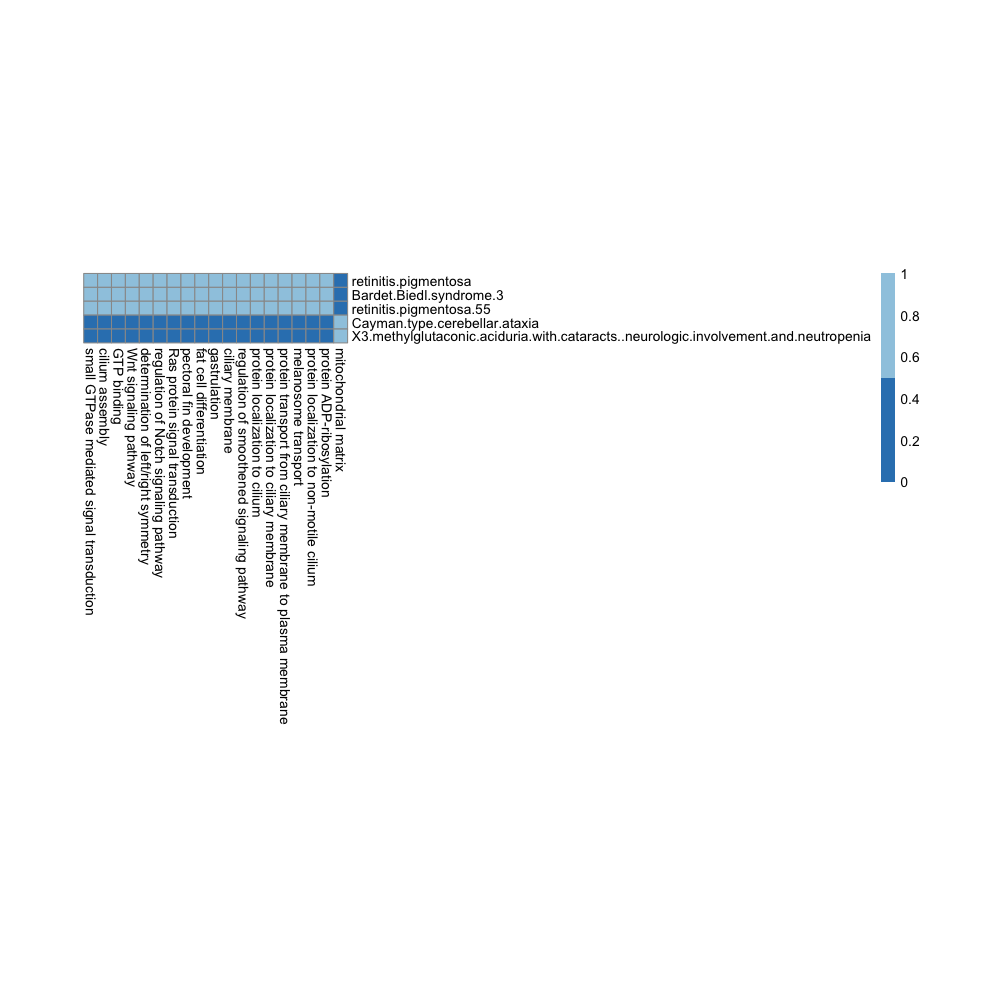 retinitis.pigmentosa
Bardet.Biedl.syndrome.3
retinitis.pigmentosa.55
Cayman.type.cerebellar.ataxia
X3.methylglutaconic.aciduria.with.cataracts..neurologic.involvement.and.neutropenia
1
0.8
0.6
0.4
0.2
0
small GTPase mediated signal transduction
cilium assembly
GTP binding
Wnt signaling pathway
determination of left/right symmetry
regulation of Notch signaling pathway
Ras protein signal transduction
pectoral fin development
fat cell differentiation
gastrulation
ciliary membrane
regulation of smoothened signaling pathway
protein localization to cilium
protein localization to ciliary membrane
protein transport from ciliary membrane to plasma membrane
melanosome transport
protein localization to non-motile cilium
protein ADP-ribosylation
mitochondrial matrix